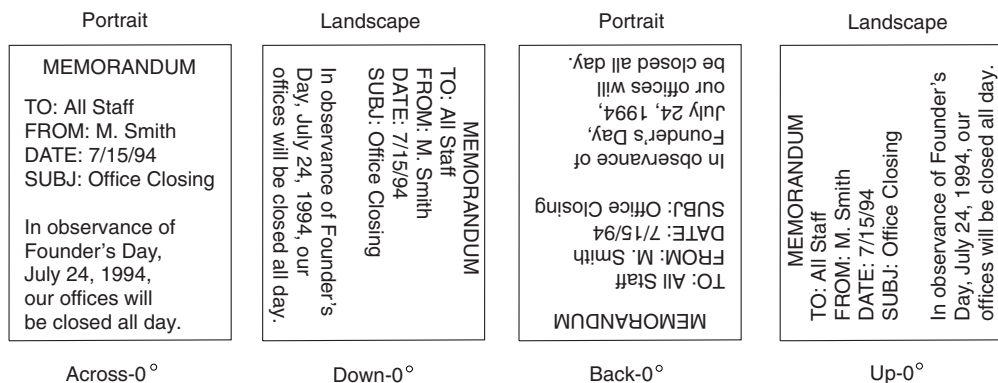 Portrait
MEMORANDUM
TO: All Staff
FROM: M. Smith
DATE: 7/15/94
SUBJ: Office Closing
In observance of
Founder's Day,
July 24, 1994,
our offices will
be closed all day.
Across-0°
Landscape
MEMORANDUM
TO: All Staff
FROM: M. Smith
DATE: 7/15/94
SUBJ: Office Closing
In observance of Founder's
Day, July 24, 1994, our
offices will be closed all day.
Down-0°
Portrait
MEMORANDUM
TO: All Staff
FROM: M. Smith
DATE: 7/15/94
SUBJ: Office Closing
In observance of
Founder's Day,
July 24, 1994,
our offices will
be closed all day.
Back-0°
Landscape
MEMORANDUM
TO: All Staff
FROM: M. Smith
DATE: 7/15/94
SUBJ: Office Closing
In observance of Founder's
Day, July 24, 1994, our
offices will be closed all day.
Up-0°